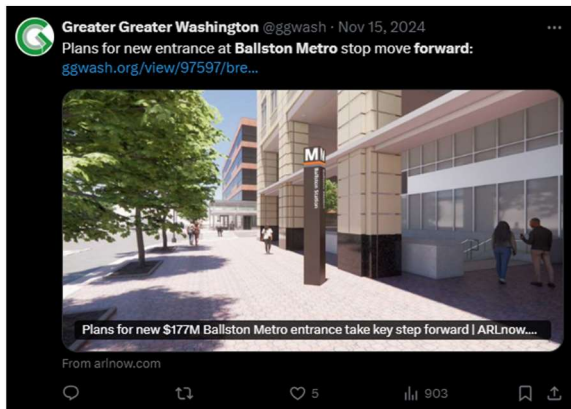 Greater Greater Washington @ggwash · Nov 15, 2024
Plans for new entrance at Ballston Metro stop move forward:
ggwash.org/view/97597/bre...
M
Ballston Station
Plans for new $177M Ballston Metro entrance take key step forward | ARLnow....
From arlnow.com
5
903